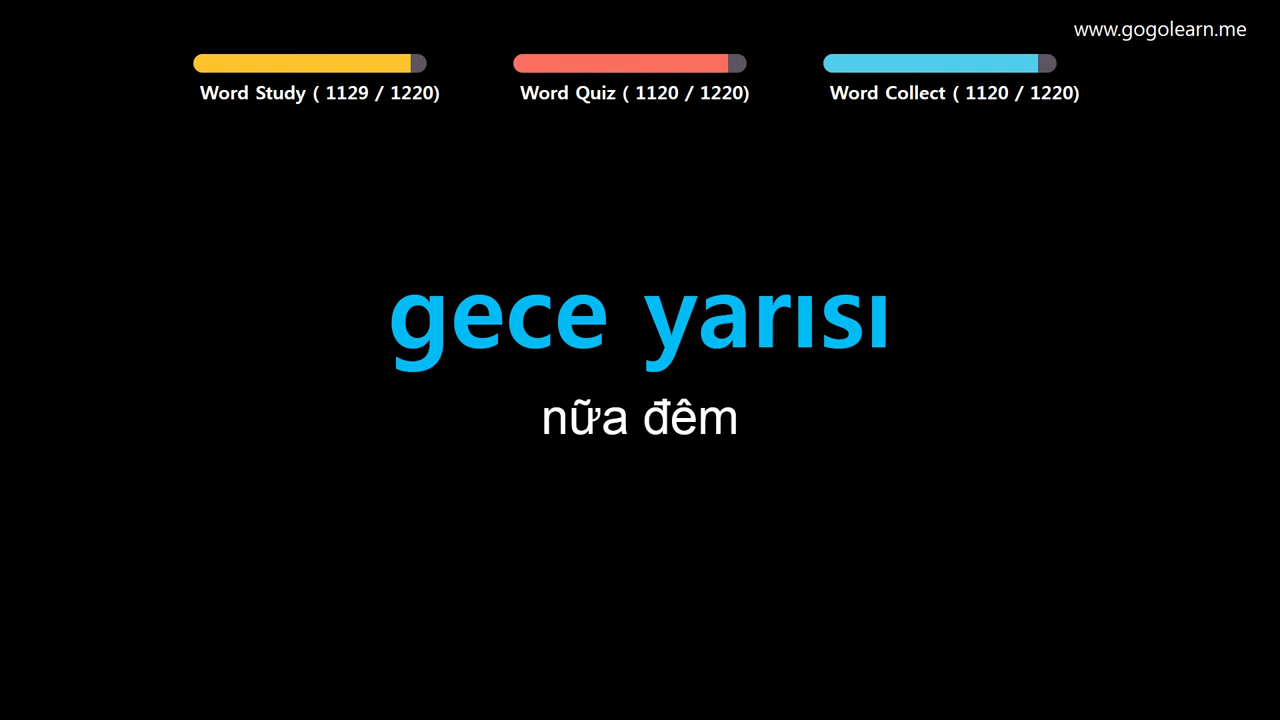 www.gogolearn.me
Word Study ( 1129 / 1220)
Word Quiz ( 1120 / 1220)
Word Collect ( 1120 / 1220)
gece yarısı
nữa đêm